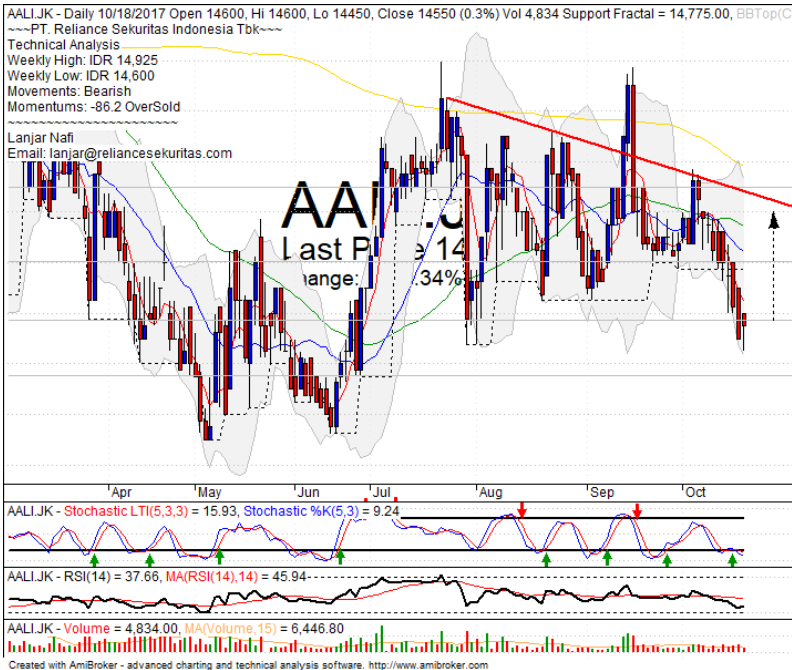 AALI.JK - Daily 10/18/2017 Open 14600, Hi 14600, Lo 14450, Close 14550 (0.3%) Vol 4,834 Support Fractal = 14,775.00, BBTop(C
~~~PT. Reliance Sekuritas Indonesia Tbk~~~
Technical Analysis
Weekly High: IDR 14,925
Weekly Low: IDR 14,600
Movements: Bearish
Momentums: -86.2 OverSold
~~~~~~~~~~~~~~~~~~~~~~~
Lanjar Nafi
Email: lanjar@reliancesekuritas.com
Last P 14
hange: .34%
Apr May Jun Jul Aug Sep Oct
AALI.JK - Stochastic LTI(5,3,3) = 15.93, Stochastic %K(5,3) = 9.24
AALI.JK - RSI(14) = 37.66, MA(RSI(14),14) = 45.94
AALI.JK - Volume = 4,834.00, MA(Volume,15) = 6,446.80
Created with AmiBroker - advanced charting and technical analysis software. http://www.amibroker.com